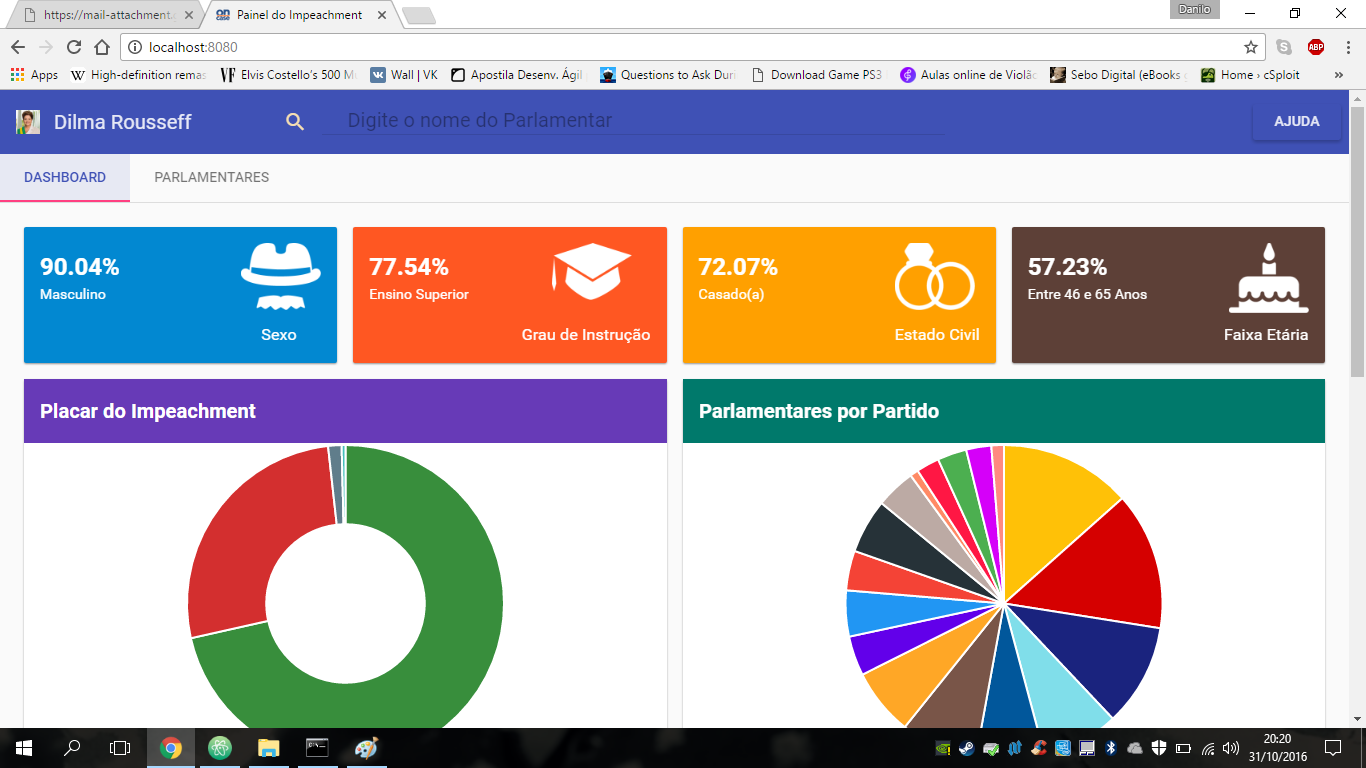 https://mail-attachment.
Painel do Impeachment
Danilo
localhost:8080
ABP
Apps
High-definition remas
Elvis Costello's 500 M
Wall | VK
Apostila Desenv. Ágil
Questions to Ask Duri
Download Game PS3
Aulas online de Violão
Sebo Digital (eBooks
Home › cSploit
»
Dilma Rousseff
Digite o nome do Parlamentar
AJUDA
DASHBOARD
PARLAMENTARES
90.04%
Masculino
Sexo
77.54%
Ensino Superior
Grau de Instrução
72.07%
Casado(a)
Estado Civil
57.23%
Entre 46 e 65 Anos
Faixa Etária
Placar do Impeachment
Parlamentares por Partido
20:20
31/10/2016